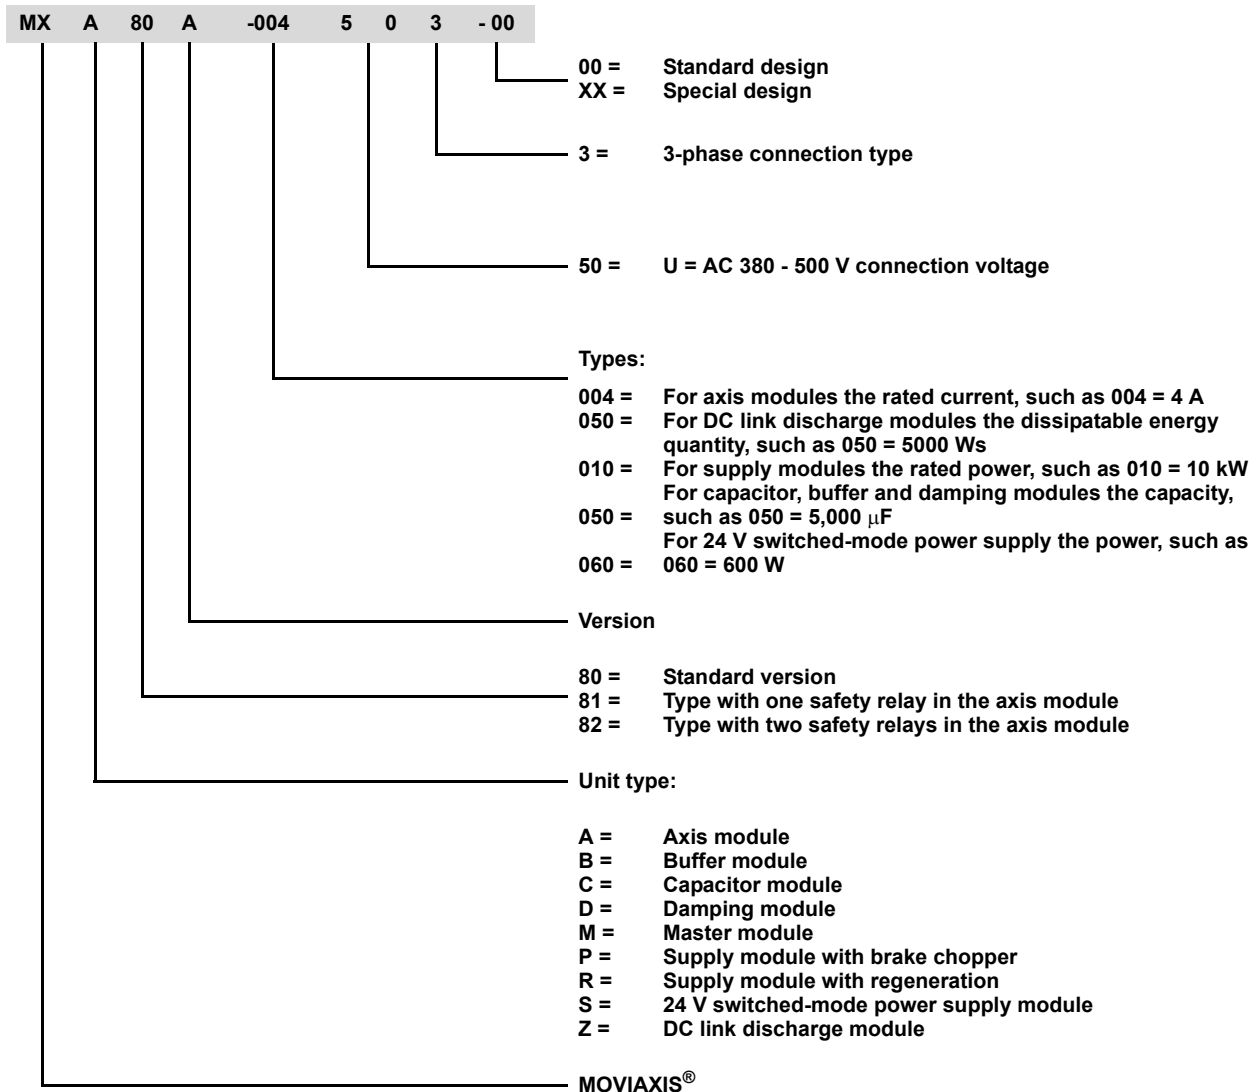 MX A 80 A -004 5 0 3 - 00
00 = Standard design
XX = Special design
3 = 3-phase connection type
50 = U = AC 380 - 500 V connection voltage
Types:
004 = For axis modules the rated current, such as 004 = 4 A
050 = For DC link discharge modules the dissipatable energy
quantity, such as 050 = 5000 Ws
010 = For supply modules the rated power, such as 010 = 10 kW
For capacitor, buffer and damping modules the capacity,
050 = such as 050 = 5,000 μF
For 24 V switched-mode power supply the power, such as
060 = 060 = 600 W
Version
80 = Standard version
81 = Type with one safety relay in the axis module
82 = Type with two safety relays in the axis module
Unit type:
A = Axis module
B = Buffer module
C = Capacitor module
D = Damping module
M = Master module
P = Supply module with brake chopper
R = Supply module with regeneration
S = 24 V switched-mode power supply module
Z = DC link discharge module
MOVIAXIS®